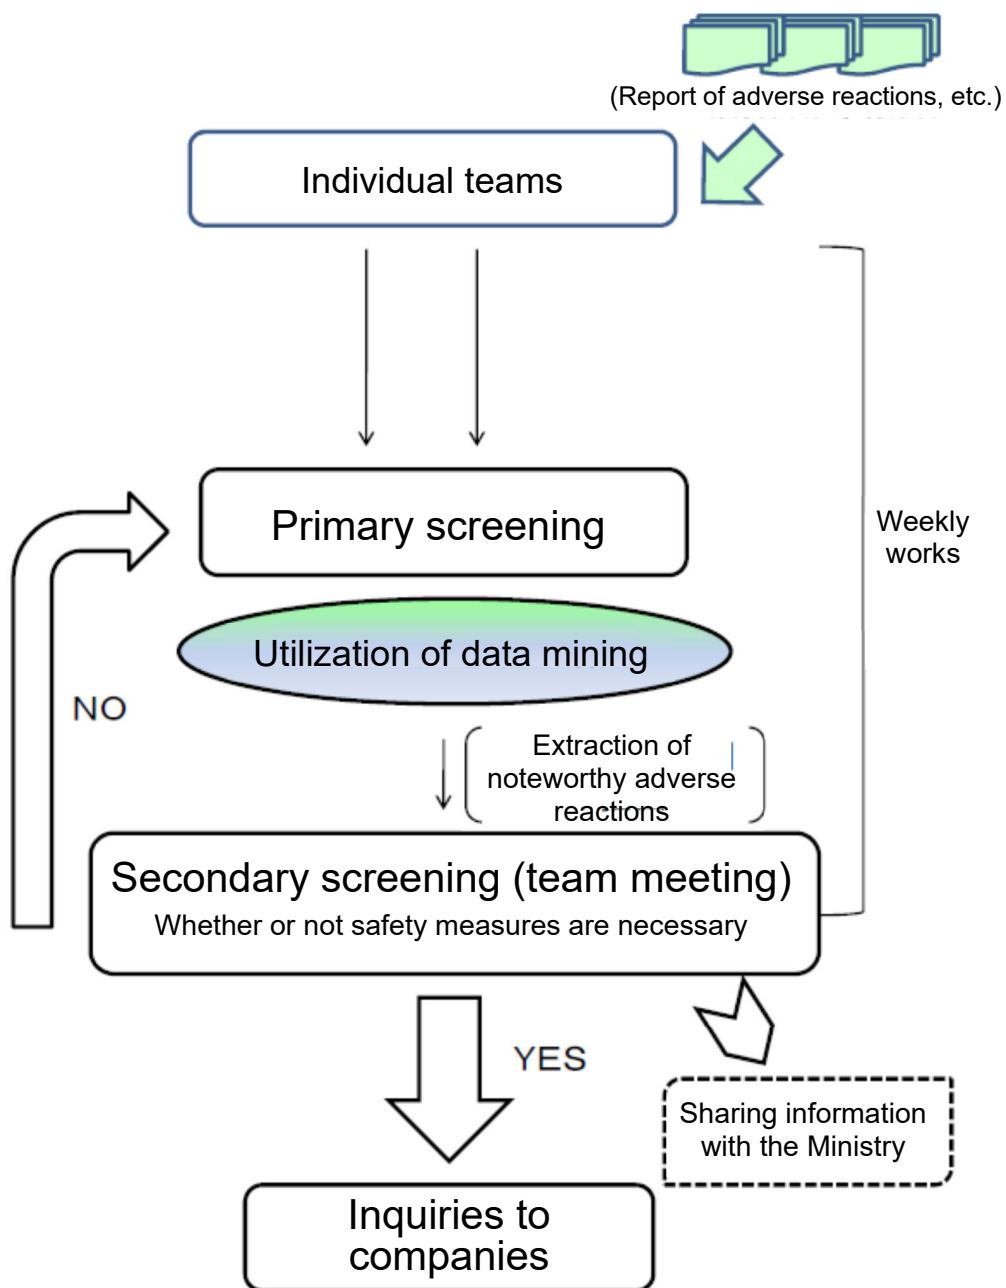 (Report of adverse reactions, etc.)
Individual teams
Primary screening
Weekly
works
Utilization of data mining
NO
Extraction of
noteworthy adverse
reactions
Secondary screening (team meeting)
Whether or not safety measures are necessary
YES
Sharing information
with the Ministry
Inquiries to
companies